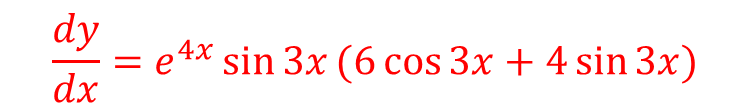 dy/dx = e^{4x} sin 3x (6 cos 3x + 4 sin 3x)